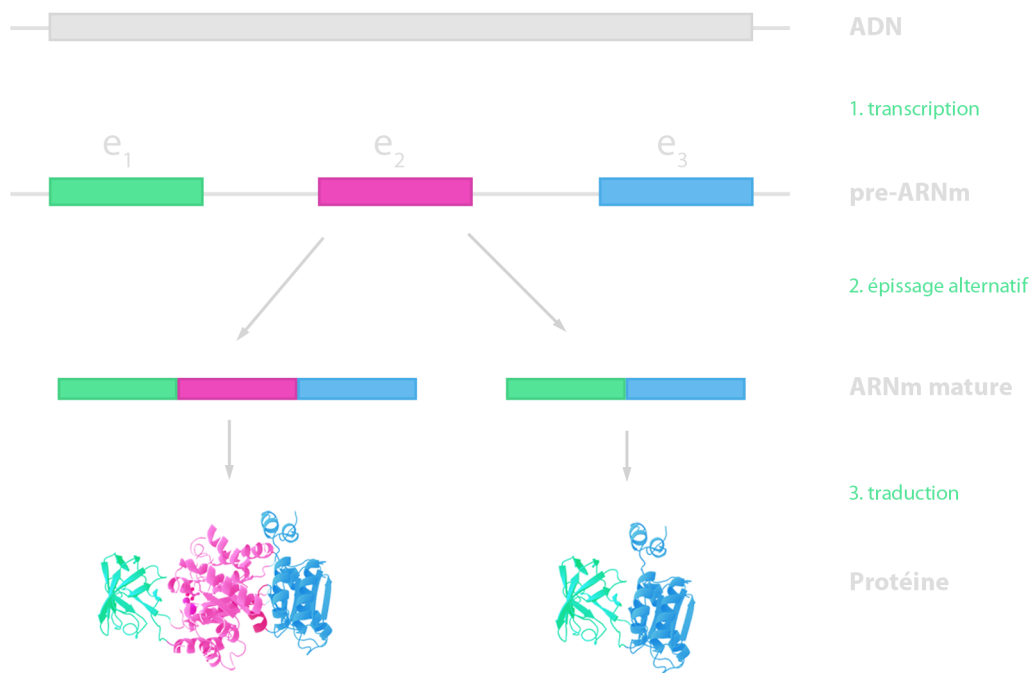 ADN
1. transcription
e1 e2 e3
pre-ARNm
2. épissage alternatif
ARNm mature
3. traduction
Protéine